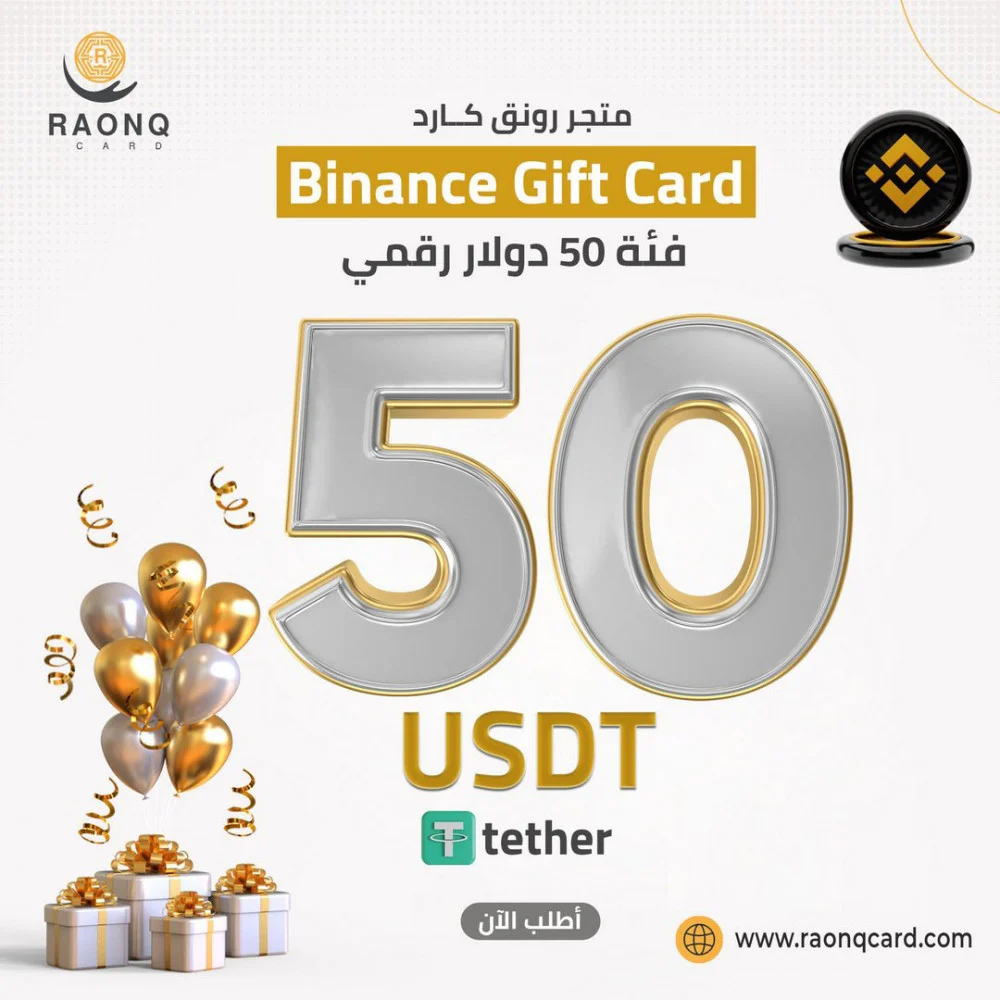 RAONQ
CARD
متجر رونق كــارد
Binance Gift Card
فئة 50 دولار رقمي
50
USDT
tether
أطلب الآن
www.raonqcard.com